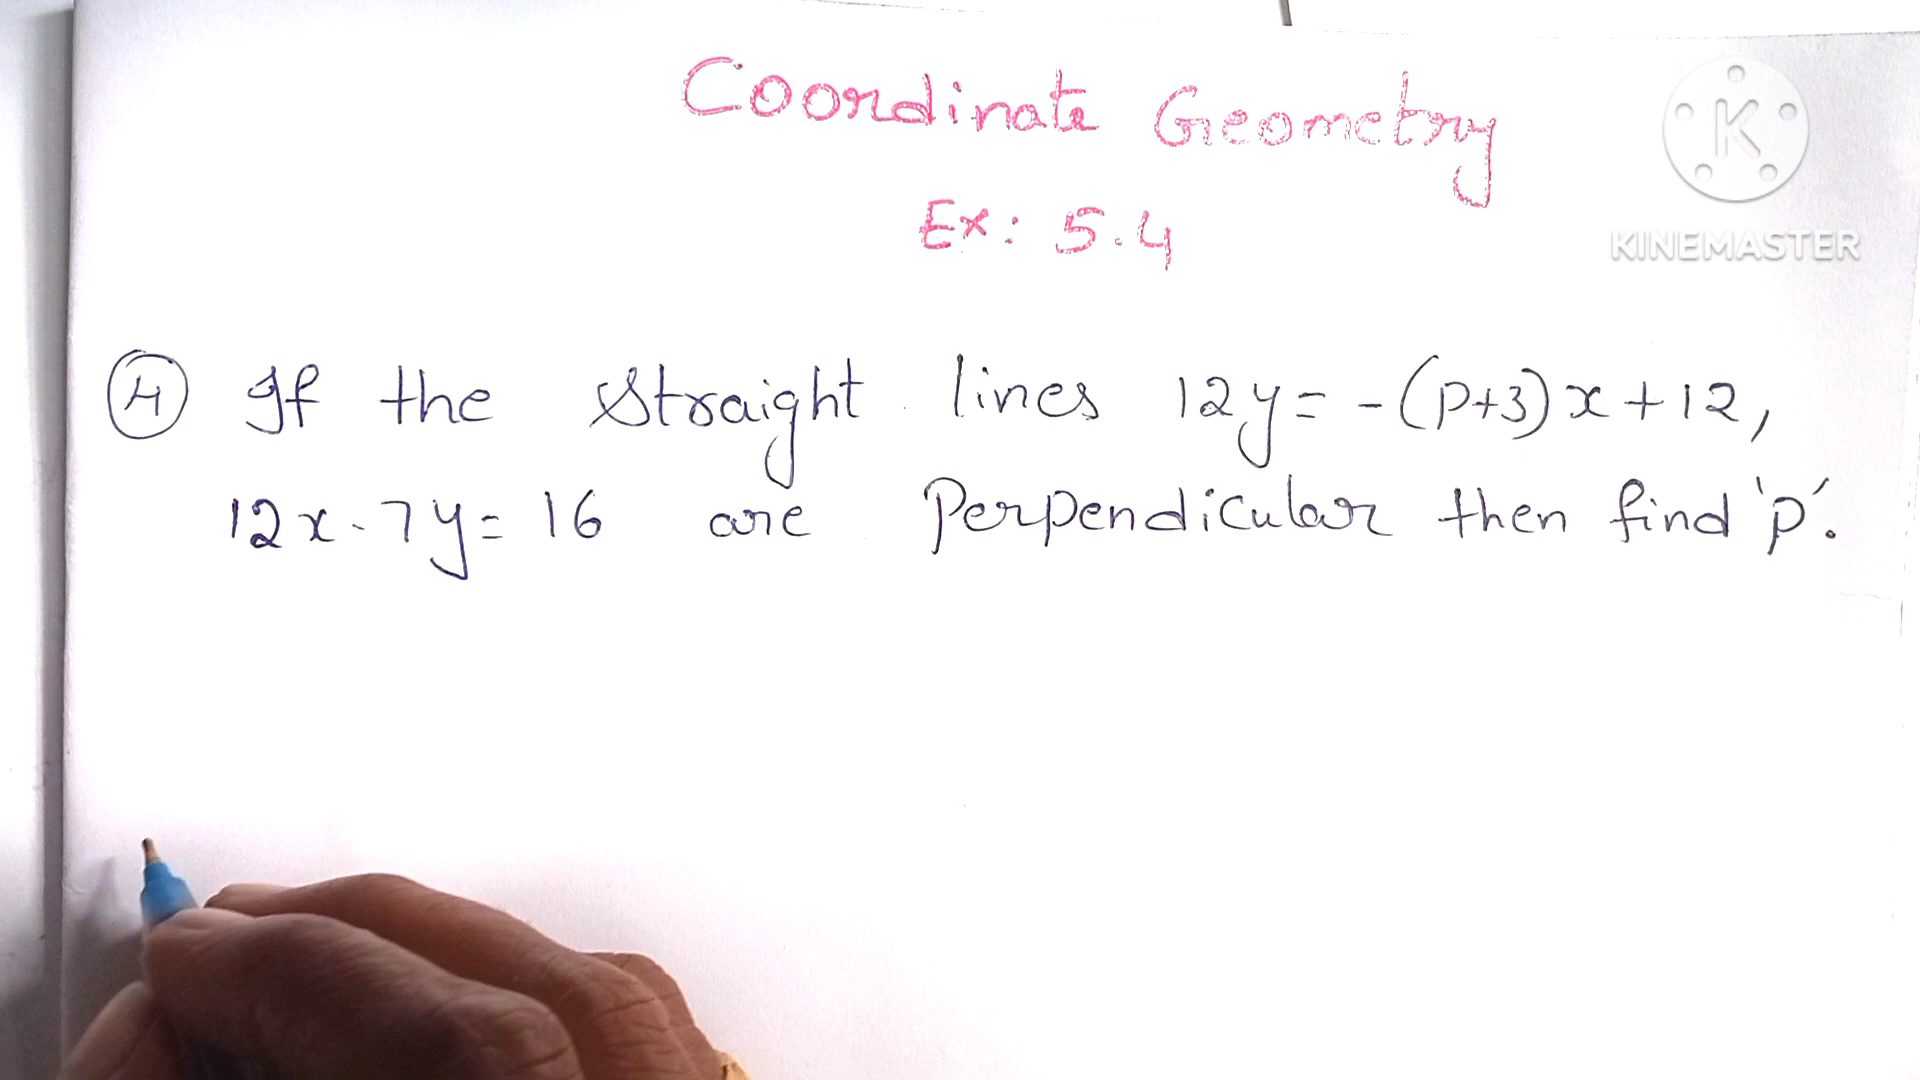 Coordinate Geometry
Ex: 5.4
K
KINEMASTER
4 If the Straight lines 12y = -(P+3)x + 12,
12x - 7y = 16 are Perpendicular then find 'p'.